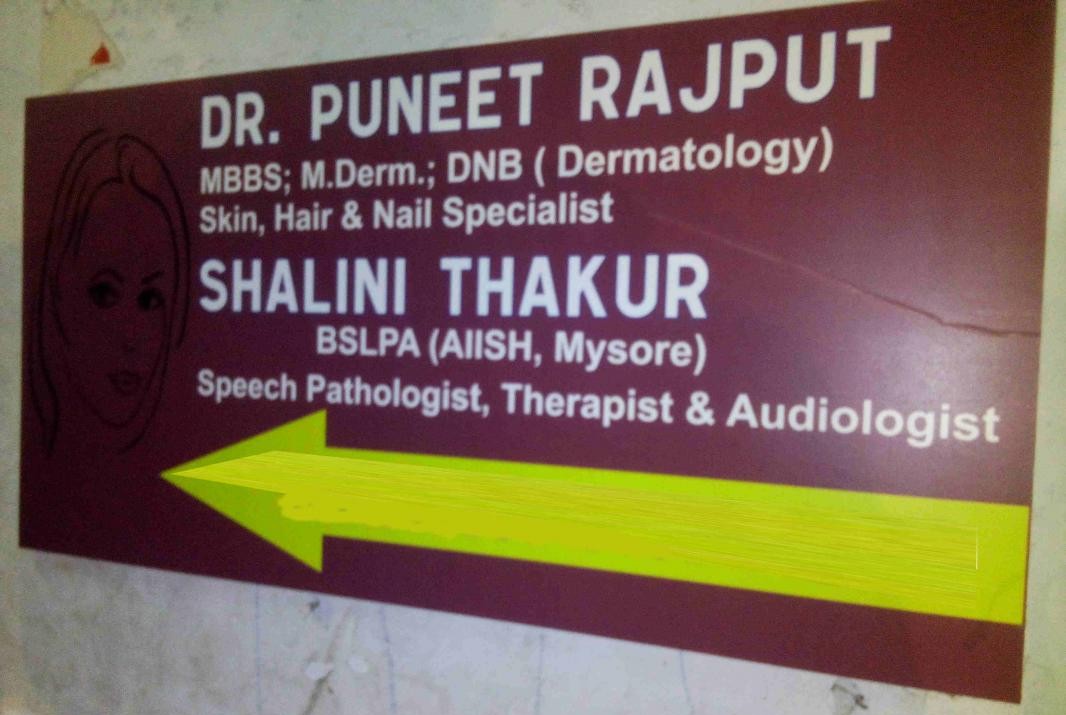 DR. PUNEET RAJPUT
MBBS; M.Derm.; DNB ( Dermatology)
Skin, Hair & Nail Specialist
SHALINI THAKUR
BSLPA (AIISH, Mysore)
Speech Pathologist, Therapist & Audiologist